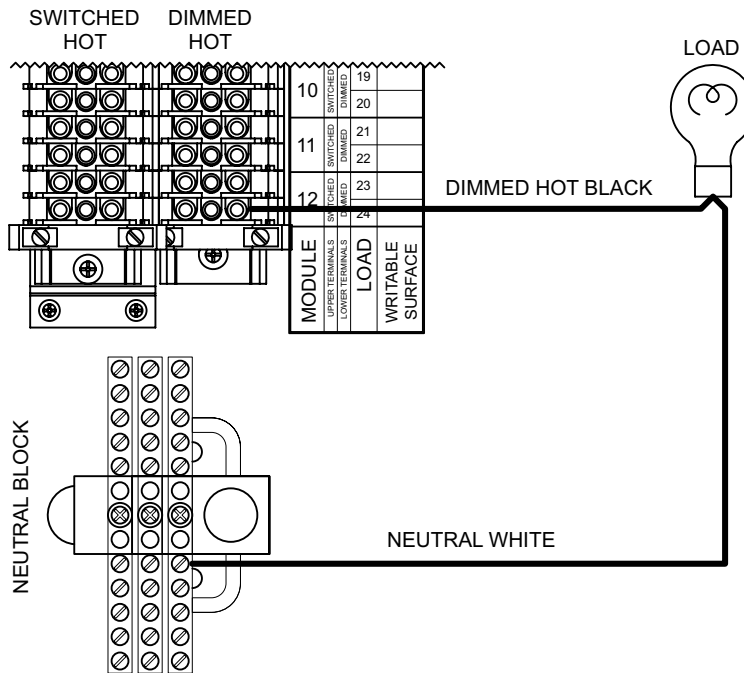 SWITCHED
HOT
DIMMED
HOT
LOAD
10
SWITCHED
DIMMED
19
20
11
SWITCHED
DIMMED
21
22
12
SWITCHED
DIMMED
23
24
DIMMED HOT BLACK
MODULE
UPPER TERMINALS
LOWER TERMINALS
LOAD
WRITABLE
SURFACE
NEUTRAL BLOCK
NEUTRAL WHITE